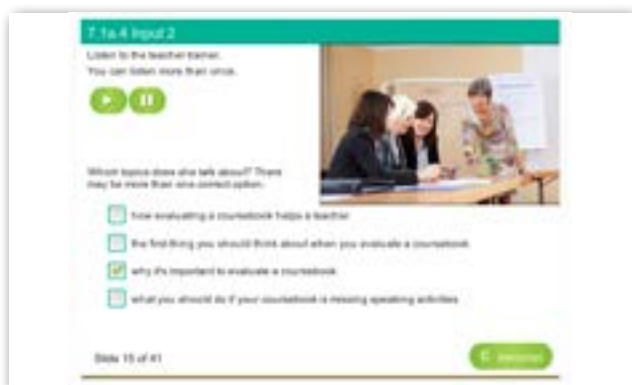 7.1a.4 Input 2
Listen to the teacher trainer.
You can listen more than once.
Which topics does she talk about? There
may be more than one correct option.
how evaluating a coursebook helps a teacher
the first thing you should think about when you evaluate a coursebook
why it's important to evaluate a coursebook
what you should do if your coursebook is missing speaking activities
Slide 15 of 41